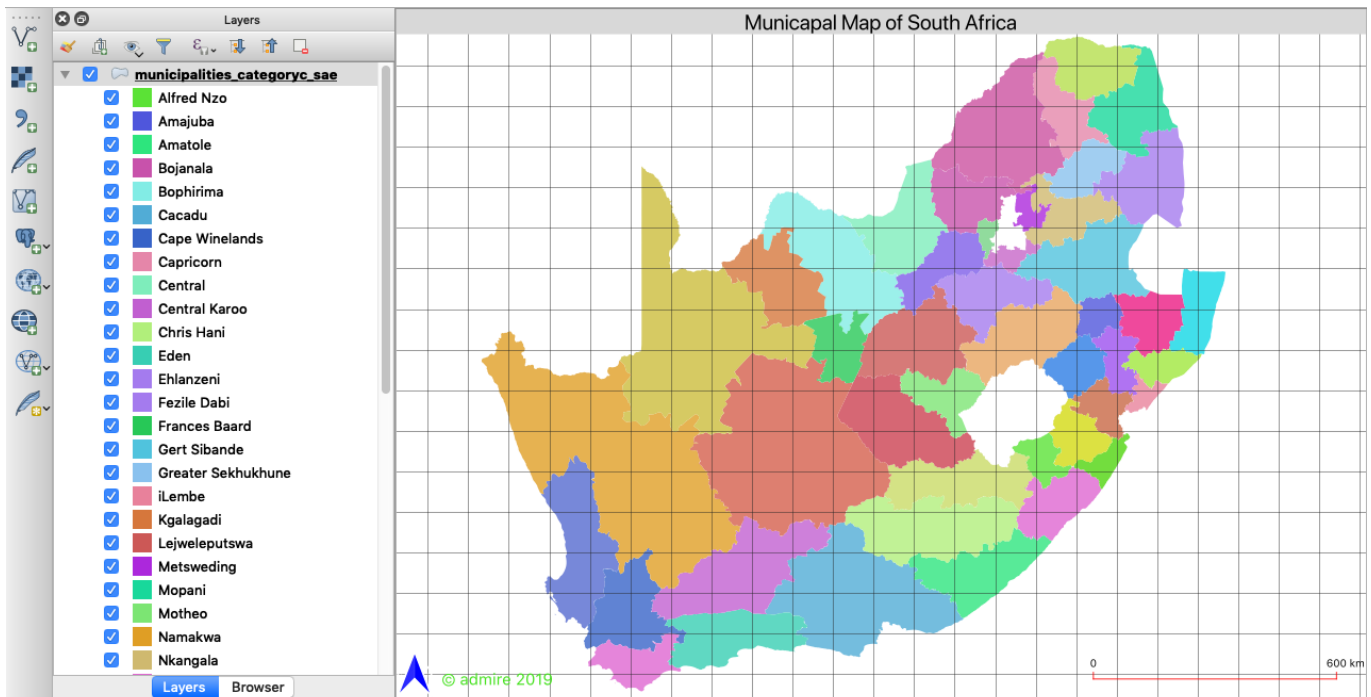 Layers
Municapal Map of South Africa
municipalities_categoryc_sae
Alfred Nzo
Amajuba
Amatole
Bojanala
Bophirima
Cacadu
Cape Winelands
Capricorn
Central
Central Karoo
Chris Hani
Eden
Ehlanzeni
Fezile Dabi
Frances Baard
Gert Sibande
Greater Sekhukhune
iLembe
Kgalagadi
Lejweleputswa
Metsweding
Mopani
Motheo
Namakwa
Nkangala
Layers Browser
© admire 2019
0 600 km